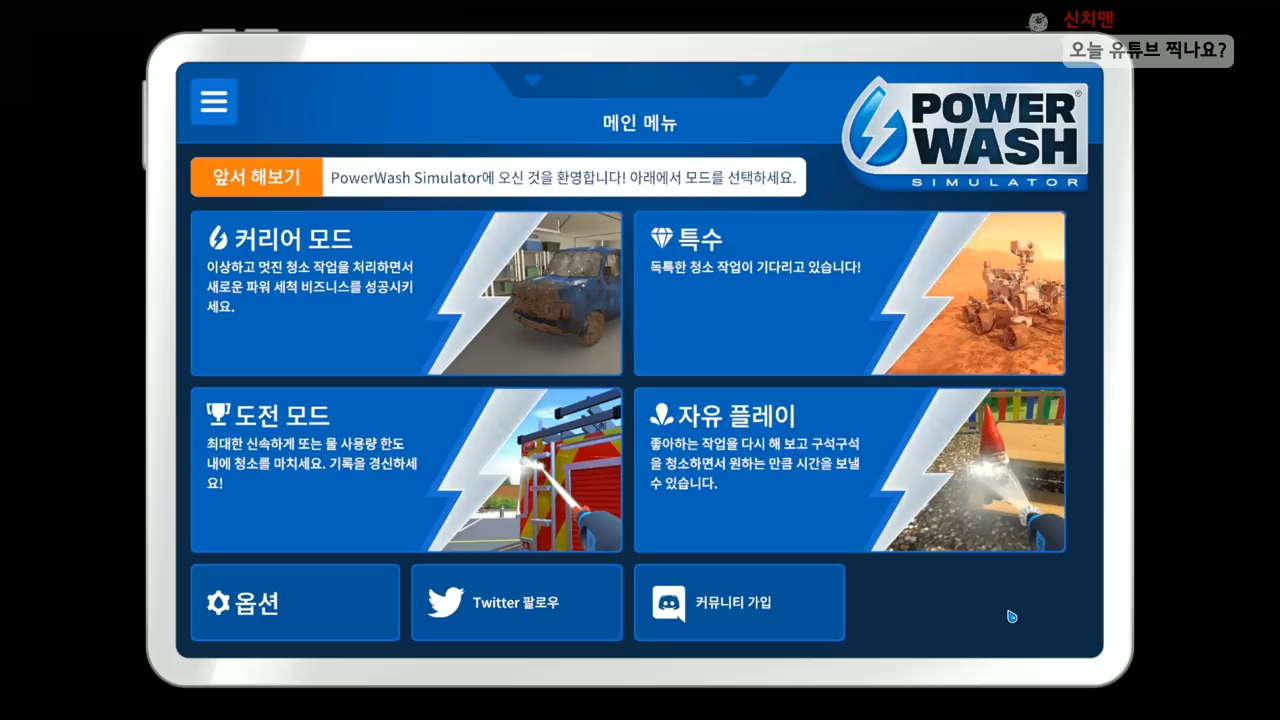 신치맨
오늘 유튜브 찍나요?
메인 메뉴
POWER
WASH
SIMULATOR
앞서 해보기
PowerWash Simulator에 오신 것을 환영합니다! 아래에서 모드를 선택하세요.
커리어 모드
이상하고 멋진 청소 작업을 처리하면서
새로운 파워 세척 비즈니스를 성공시키
세요.
특수
독특한 청소 작업이 기다리고 있습니다!
도전 모드
최대한 신속하게 또는 물 사용량 한도
내에 청소를 마치세요. 기록을 경신하세
요!
자유 플레이
좋아하는 작업을 다시 해 보고 구석구석
을 청소하면서 원하는 만큼 시간을 보낼
수 있습니다.
옵션
Twitter 팔로우
커뮤니티 가입